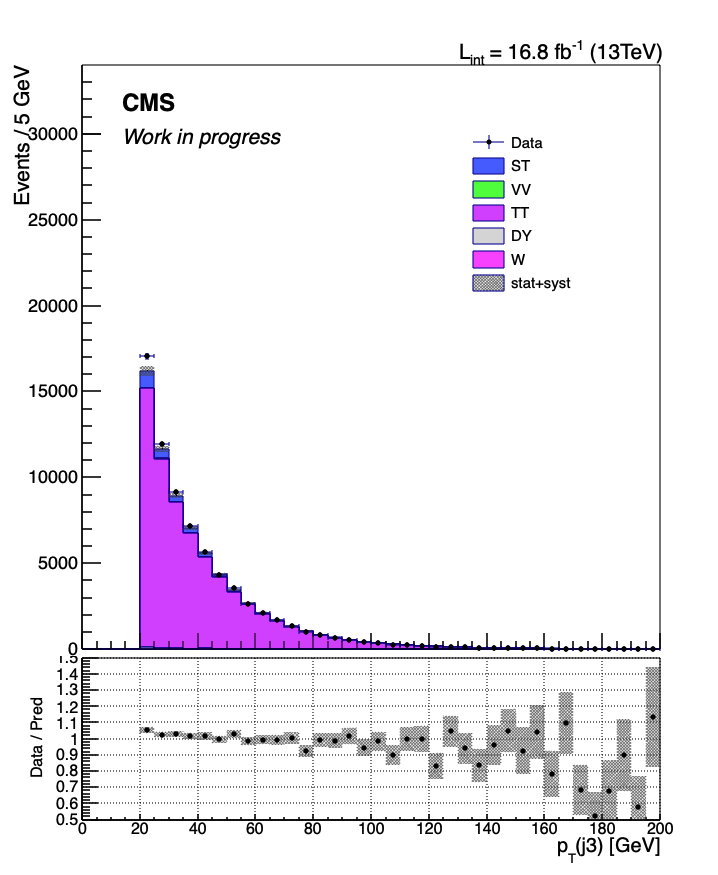 L_int = 16.8 fb⁻¹ (13TeV)
Events / 5 GeV
CMS
Work in progress
30000
25000
20000
15000
10000
5000
0
Data
ST
VV
TT
DY
W
stat+syst
Data / Pred
1.5
1.4
1.3
1.2
1.1
1
0.9
0.8
0.7
0.6
0.5
0 20 40 60 80 100 120 140 160 180 200
p_T(j3) [GeV]